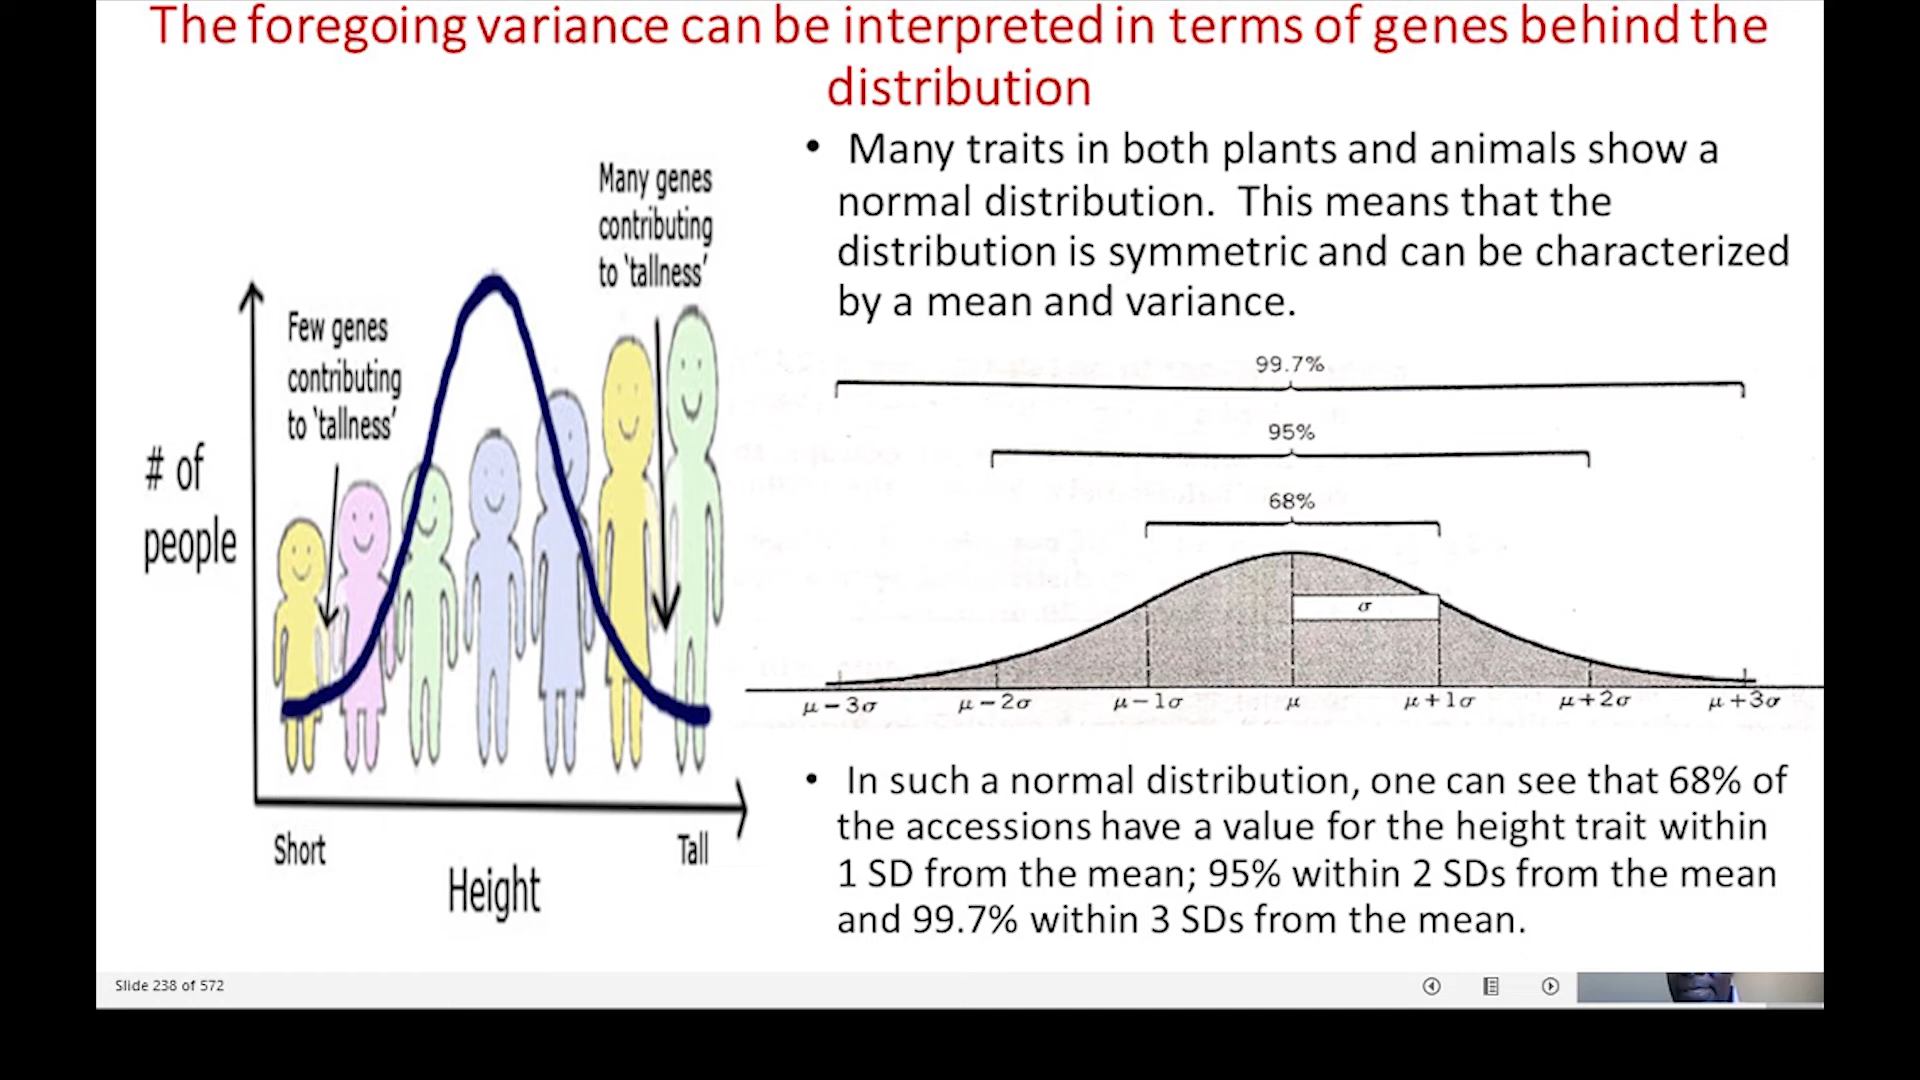 The foregoing variance can be interpreted in terms of genes behind the
distribution
Many genes
contributing
to 'tallness'
Few genes
contributing
to 'tallness'
# of
people
Short
Tall
Height
• Many traits in both plants and animals show a
normal distribution. This means that the
distribution is symmetric and can be characterized
by a mean and variance.
99.7%
95%
68%
σ
μ−3σ μ−2σ μ−1σ μ μ+1σ μ+2σ μ+3σ
• In such a normal distribution, one can see that 68% of
the accessions have a value for the height trait within
1 SD from the mean; 95% within 2 SDs from the mean
and 99.7% within 3 SDs from the mean.
Slide 238 of 572